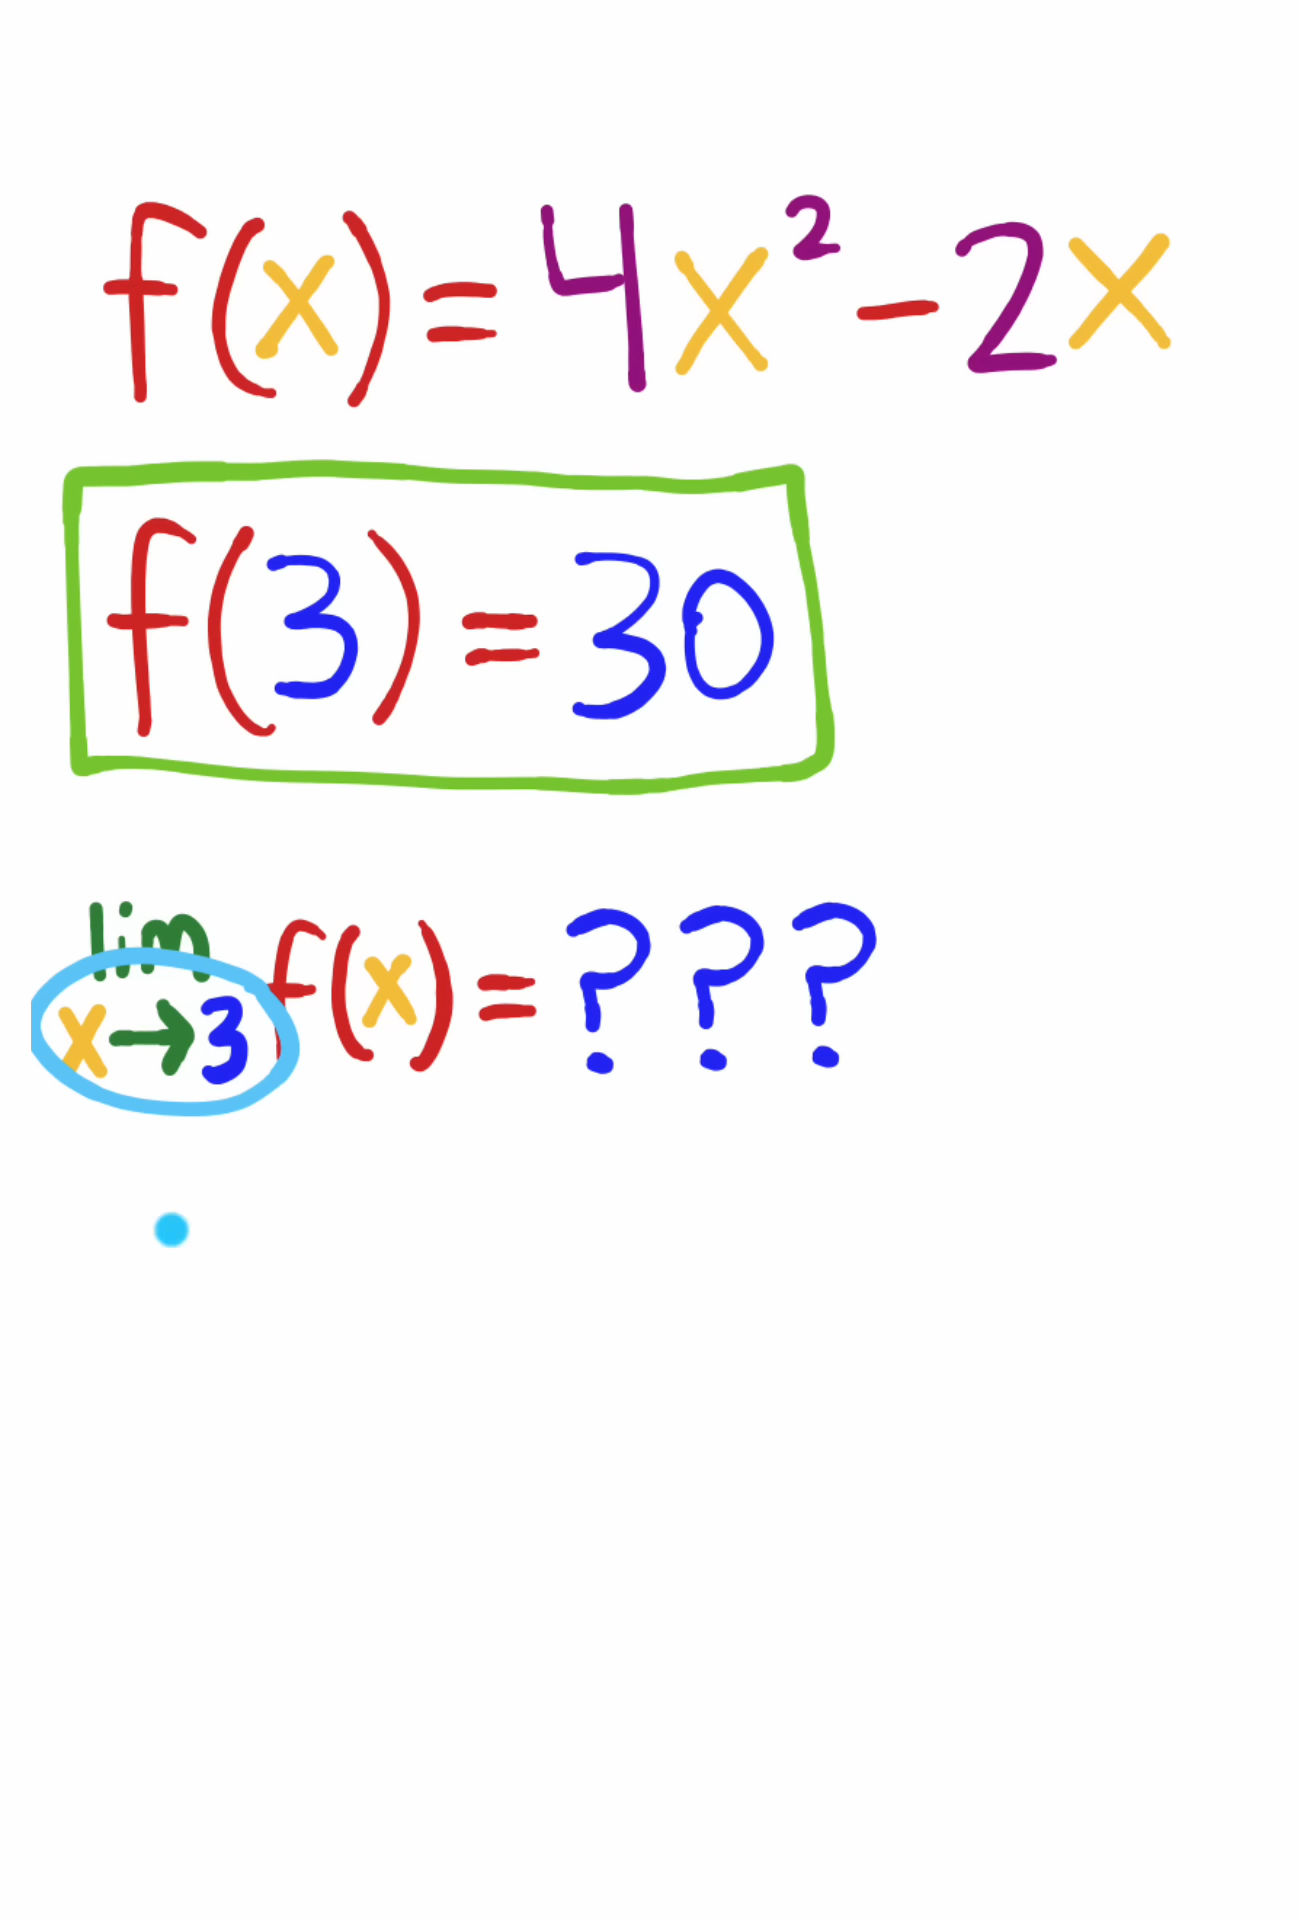 f(x) = 4x² - 2x
f(3) = 30
lim f(x) = ???
x→3